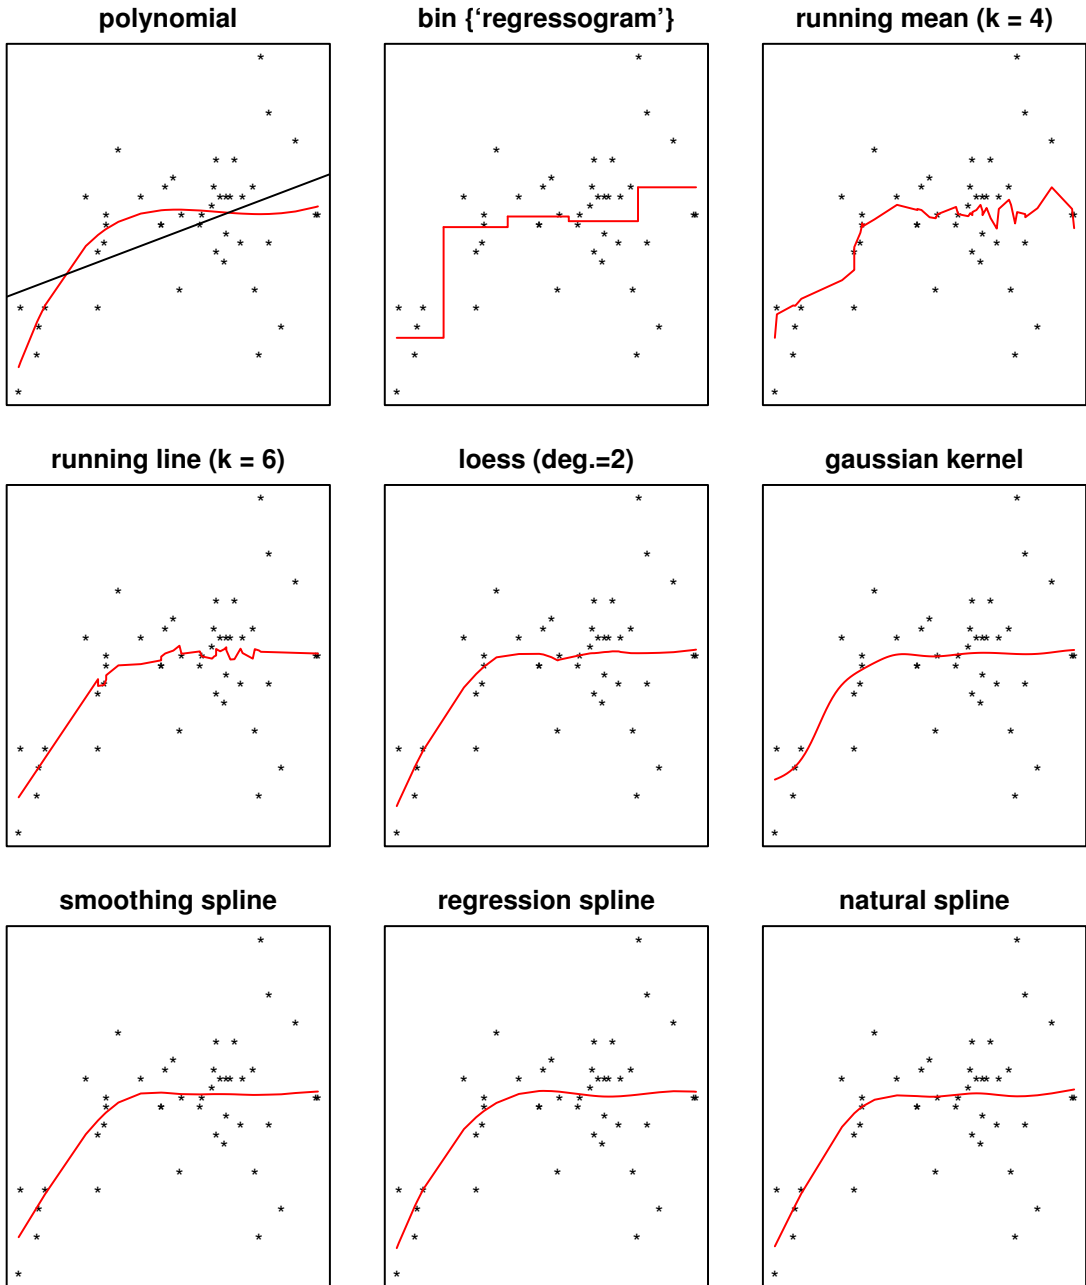 polynomial
bin {‘regressogram’}
running mean (k = 4)
running line (k = 6)
loess (deg.=2)
gaussian kernel
smoothing spline
regression spline
natural spline